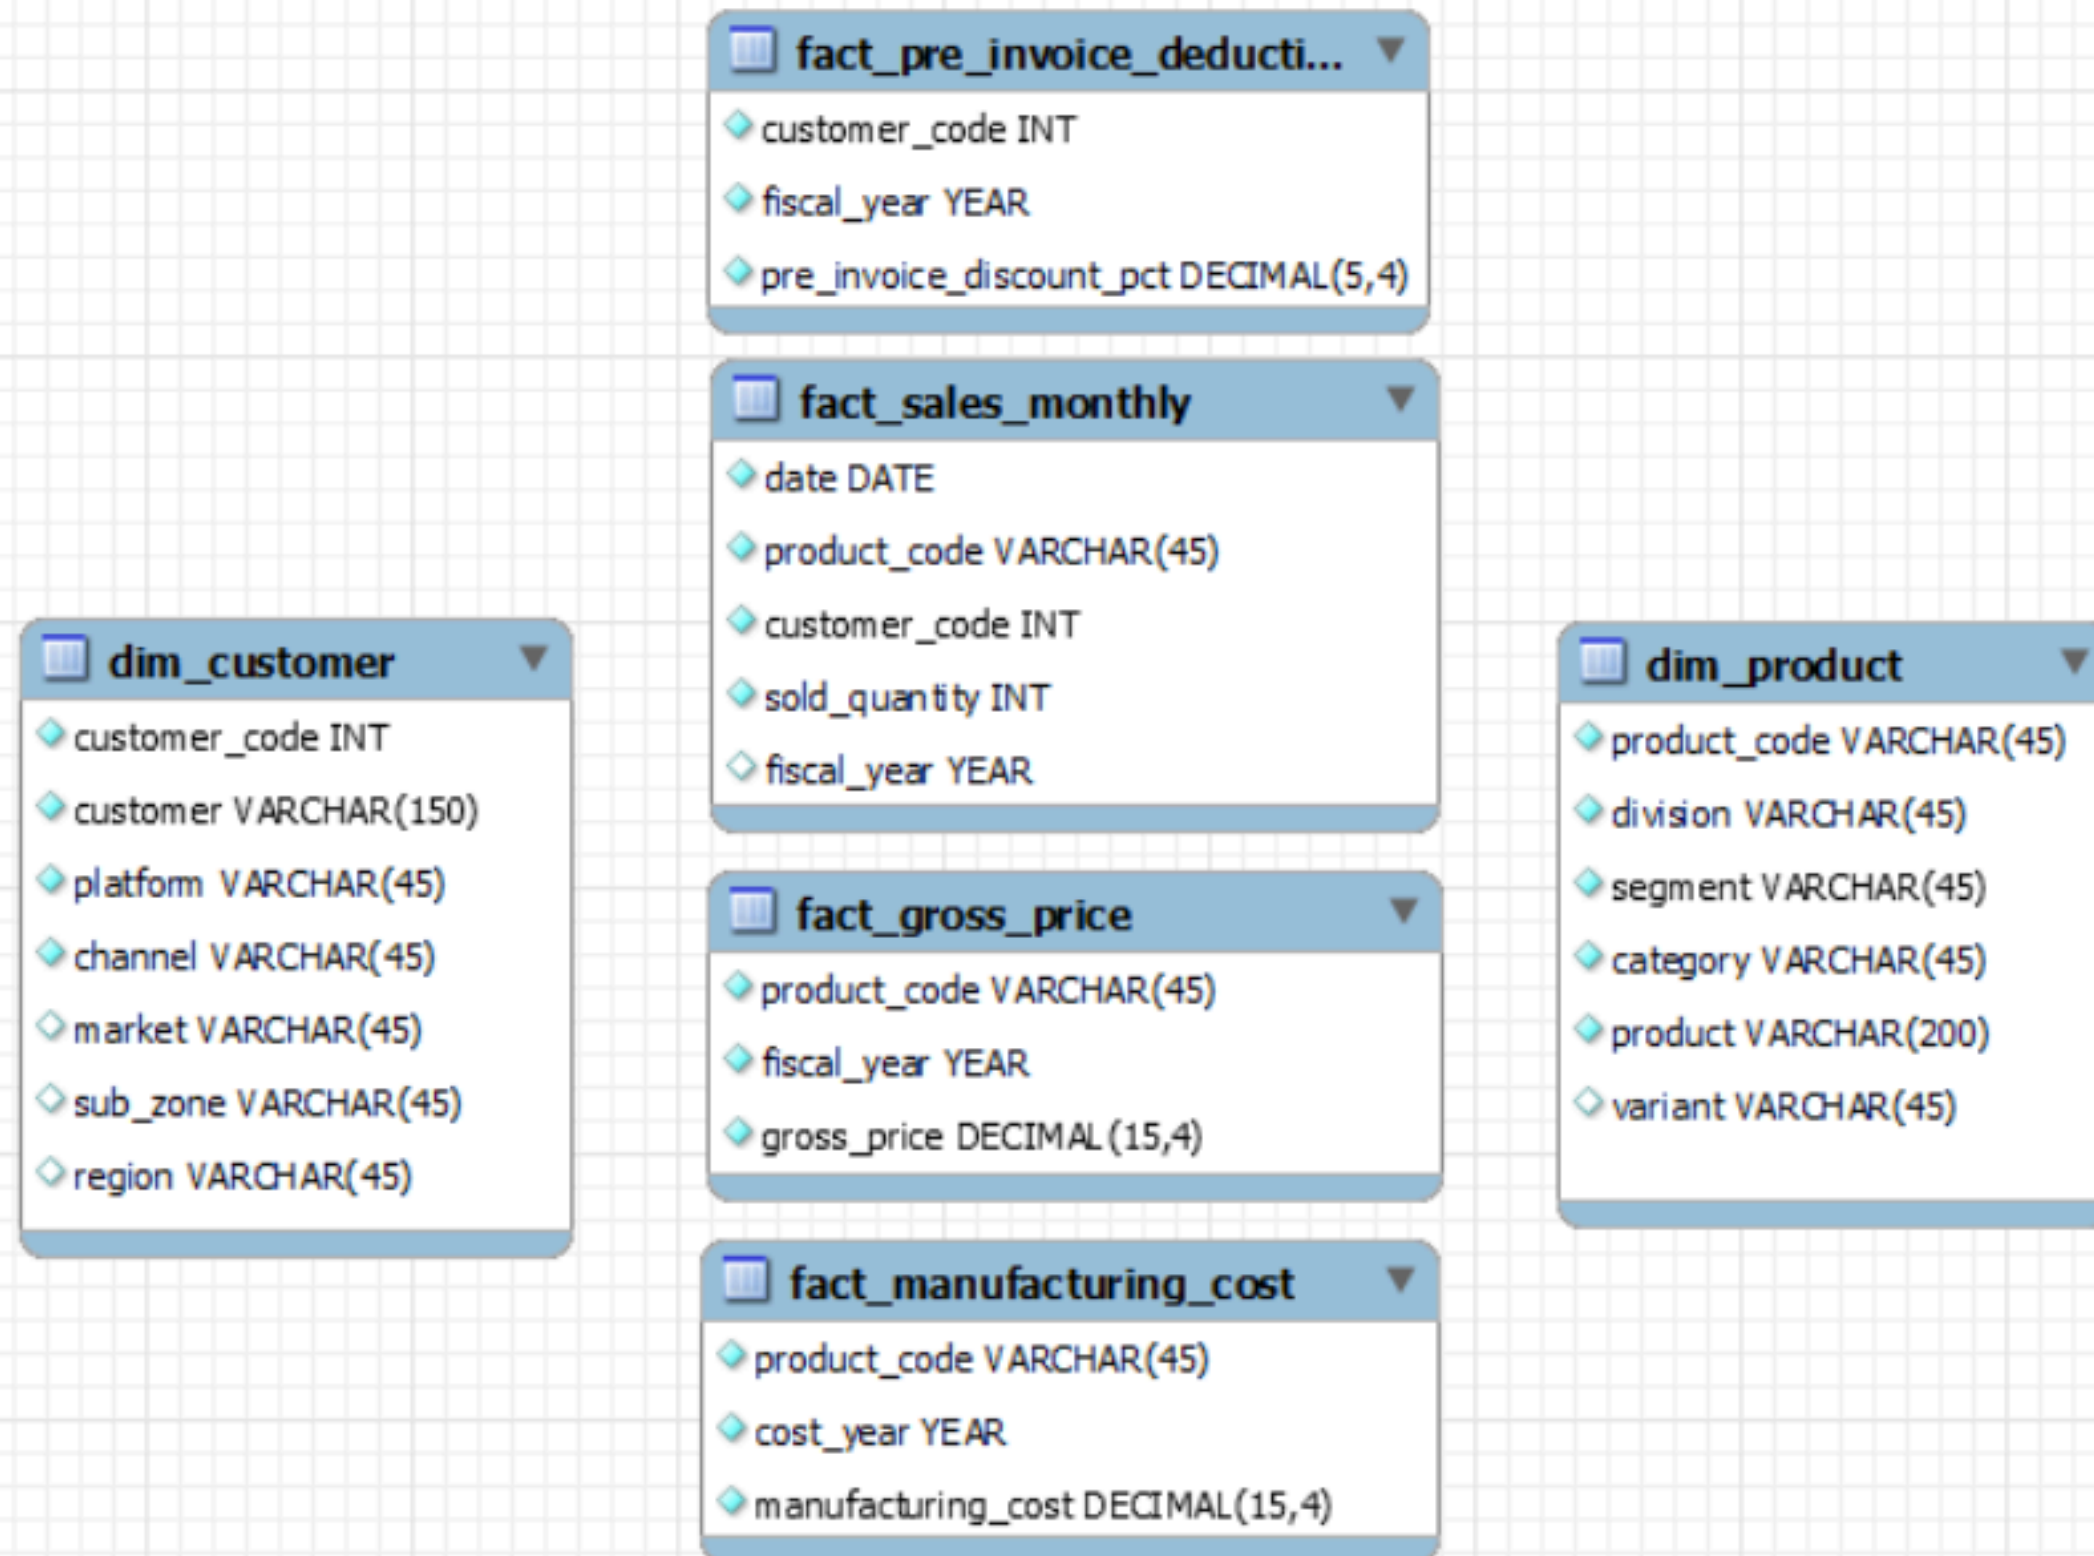 fact_pre_invoice_deducti...
customer_code INT
fiscal_year YEAR
pre_invoice_discount_pct DECIMAL(5,4)
fact_sales_monthly
date DATE
product_code VARCHAR(45)
customer_code INT
sold_quantity INT
fiscal_year YEAR
dim_customer
customer_code INT
customer VARCHAR(150)
platform VARCHAR(45)
channel VARCHAR(45)
market VARCHAR(45)
sub_zone VARCHAR(45)
region VARCHAR(45)
dim_product
product_code VARCHAR(45)
division VARCHAR(45)
segment VARCHAR(45)
category VARCHAR(45)
product VARCHAR(200)
variant VARCHAR(45)
fact_gross_price
product_code VARCHAR(45)
fiscal_year YEAR
gross_price DECIMAL(15,4)
fact_manufacturing_cost
product_code VARCHAR(45)
cost_year YEAR
manufacturing_cost DECIMAL(15,4)